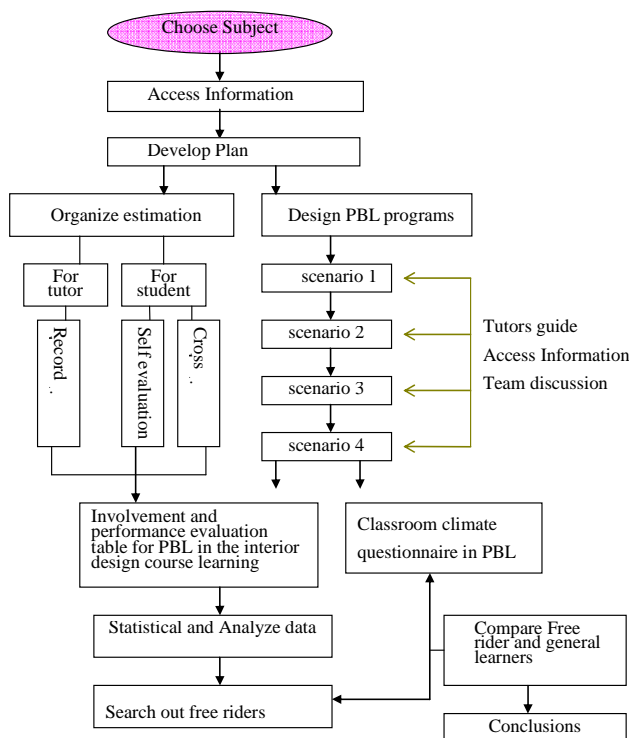 Choose Subject
Access Information
Develop Plan
Organize estimation
Design PBL programs
For
tutor
For
student
Record ..
Self evaluation
Cross ..
scenario 1
scenario 2
scenario 3
scenario 4
Tutors guide
Access Information
Team discussion
Involvement and
performance evaluation
table for PBL in the interior
design course learning
Classroom climate
questionnaire in PBL
Statistical and Analyze data
Compare Free
rider and general
learners
Search out free riders
Conclusions